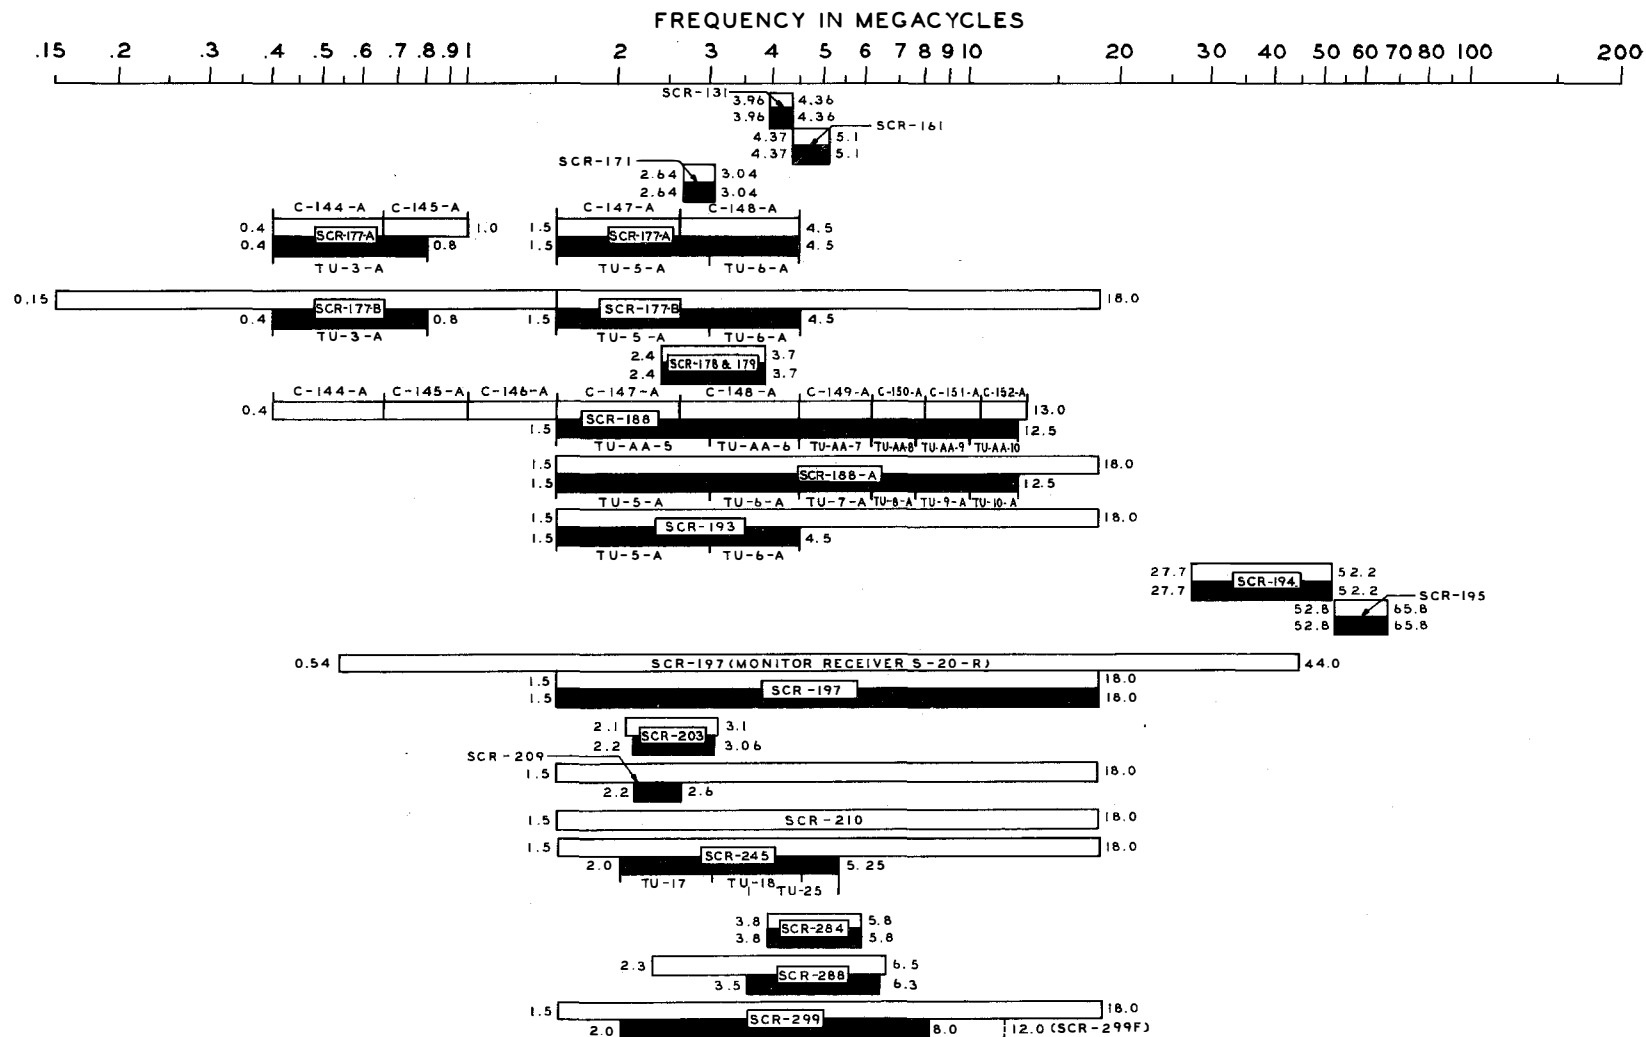 FREQUENCY IN MEGACYCLES
.15 .2 .3 .4 .5 .6 .7 .8 .9 1 2 3 4 5 6 7 8 9 10 20 30 40 50 60 70 80 100 200
SCR-131
3.96 4.36
3.96 4.36
SCR-161
4.37 5.1
4.37 5.1
SCR-171
2.64 3.04
2.64 3.04
C-144-A C-145-A C-147-A C-148-A
0.4 1.0 1.5 4.5
SCR-177-A SCR-177-A
0.4 0.8 1.5 4.5
TU-3-A TU-5-A TU-6-A
0.15 18.0
SCR-177-B SCR-177-B
0.4 0.8 1.5 4.5
TU-3-A TU-5-A TU-6-A
2.4 3.7
SCR-178 & 179
2.4 3.7
C-144-A C-145-A C-146-A C-147-A C-148-A C-149-A C-150-A C-151-A C-152-A
0.4 13.0
SCR-188
1.5 12.5
TU-AA-5 TU-AA-6 TU-AA-7 TU-AA-8 TU-AA-9 TU-AA-10
1.5 18.0
SCR-188-A
1.5 12.5
TU-5-A TU-6-A TU-7-A TU-8-A TU-9-A TU-10-A
1.5 18.0
SCR-193
1.5 4.5
TU-5-A TU-6-A
27.7 52.2
SCR-194
27.7 52.2
SCR-195
52.8 65.8
52.8 65.8
0.54 SCR-197 (MONITOR RECEIVER S-20-R) 44.0
1.5 18.0
SCR-197
1.5 18.0
2.1 3.1
SCR-203
2.2 3.06
SCR-209
1.5 18.0
2.2 2.6
1.5 SCR-210 18.0
1.5 18.0
SCR-245
2.0 5.25
TU-17 TU-18 TU-25
3.8 5.8
SCR-284
3.8 5.8
2.3 6.5
SCR-288
3.5 6.3
1.5 18.0
SCR-299
2.0 8.0 12.0 (SCR-299F)